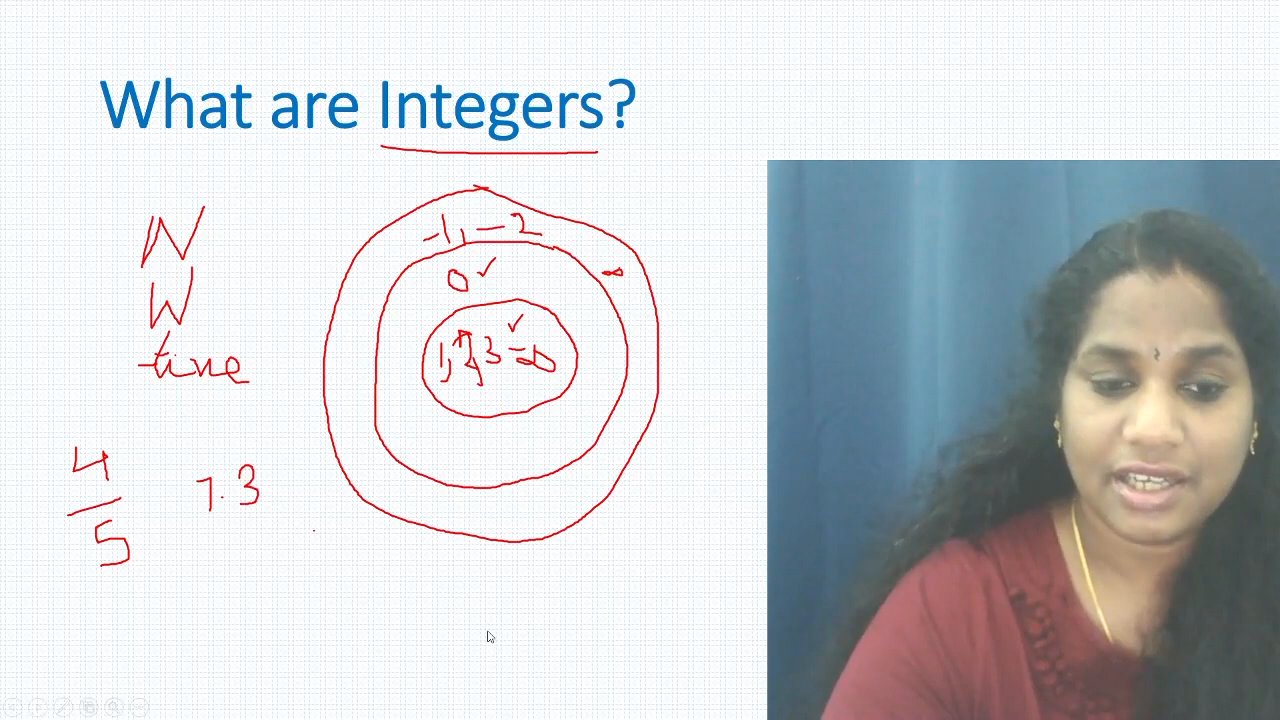 What are Integers?
N
-1, -2
0 ✓
∞
W
1, 2, 3 - ∞
-tive
4
5
7.3